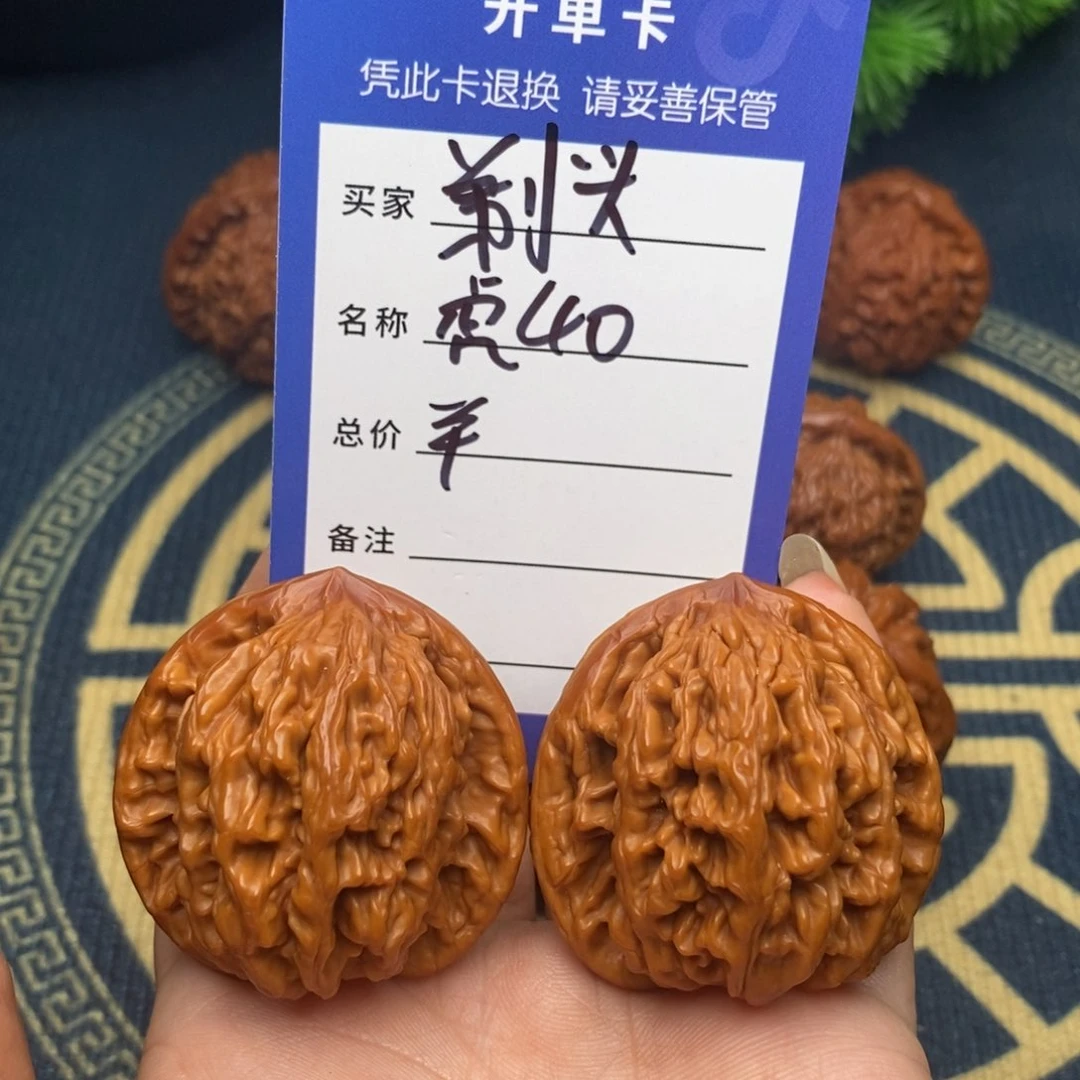 开单卡
凭此卡退换 请妥善保管
买家 剃
名称 虎40
总价 羊
备注